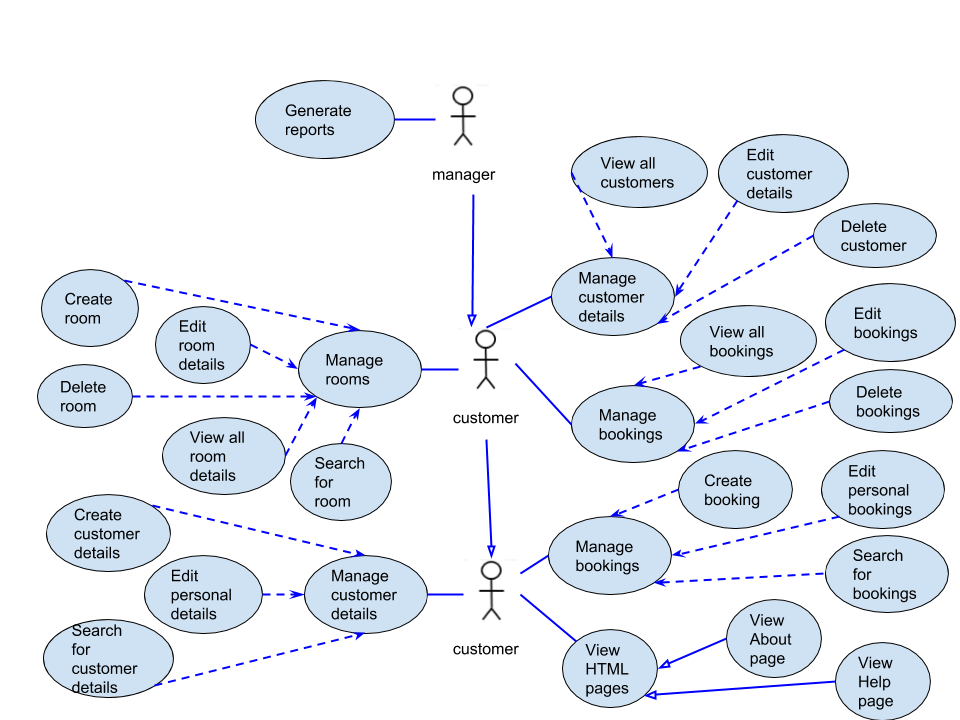 Generate
reports
manager
View all
customers
Edit
customer
details
Delete
customer
Manage
customer
details
Create
room
Edit
room
details
Delete
room
View all
room
details
Search
for
room
Manage
rooms
customer
View all
bookings
Edit
bookings
Delete
bookings
Manage
bookings
Create
customer
details
Edit
personal
details
Search
for
customer
details
Manage
customer
details
customer
Create
booking
Edit
personal
bookings
Search
for
bookings
Manage
bookings
View
HTML
pages
View
About
page
View
Help
page